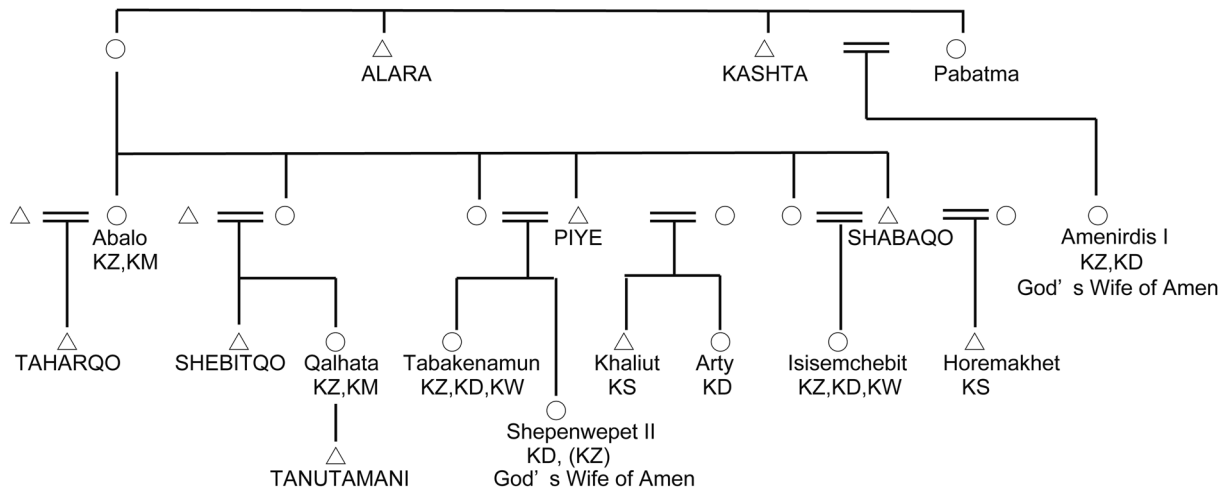 ALARA
KASHTA
Pabatma
Abalo
KZ,KM
PIYE
SHABAQO
Amenirdis I
KZ,KD
God’ s Wife of Amen
TAHARQO
SHEBITQO
Qalhata
KZ,KM
Tabakenamun
KZ,KD,KW
Khaliut
KS
Arty
KD
Isisemchebit
KZ,KD,KW
Horemakhet
KS
Shepenwepet II
KD, (KZ)
God’ s Wife of Amen
TANUTAMANI